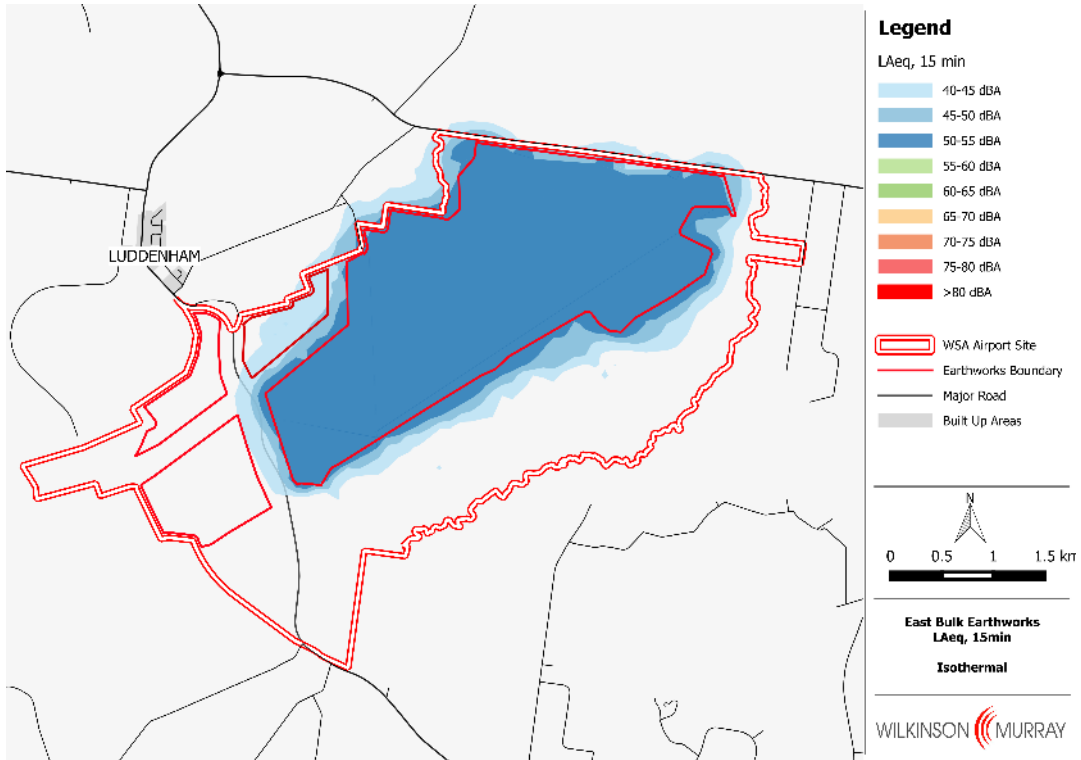 LUDDENHAM
Legend
LAeq, 15 min
40-45 dBA
45-50 dBA
50-55 dBA
55-60 dBA
60-65 dBA
65-70 dBA
70-75 dBA
75-80 dBA
>80 dBA
WSA Airport Site
Earthworks Boundary
Major Road
Built Up Areas
N
0 0.5 1 1.5 km
East Bulk Earthworks
LAeq, 15min
Isothermal
WILKINSON MURRAY